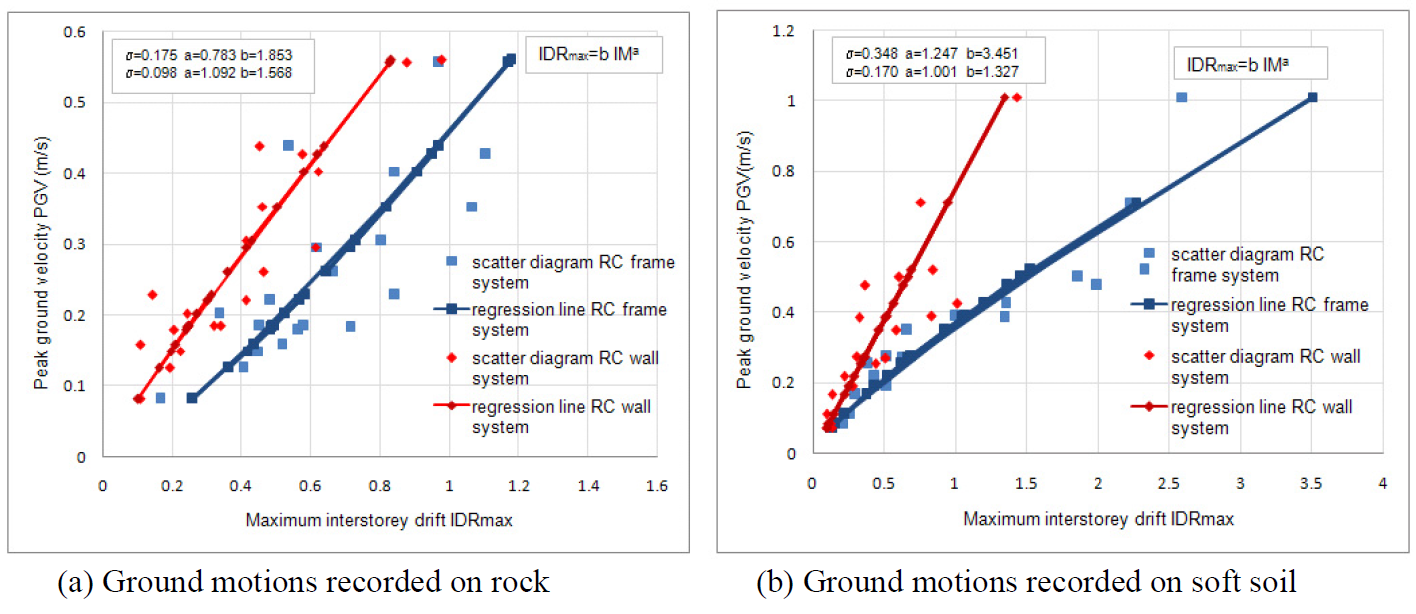 σ=0.175 a=0.783 b=1.853
σ=0.098 a=1.092 b=1.568
IDRmax=b IMᵃ
Peak ground velocity PGV (m/s)
0.6
0.5
0.4
0.3
0.2
0.1
0
0 0.2 0.4 0.6 0.8 1 1.2 1.4 1.6
Maximum interstorey drift IDRmax
scatter diagram RC frame
system
regression line RC frame
system
scatter diagram RC wall
system
regression line RC wall
system
(a) Ground motions recorded on rock
σ=0.348 a=1.247 b=3.451
σ=0.170 a=1.001 b=1.327
IDRmax=b IMᵃ
Peak ground velocity PGV(m/s)
1.2
1
0.8
0.6
0.4
0.2
0
0 0.5 1 1.5 2 2.5 3 3.5 4
Maximum interstorey drift IDRmax
scatter diagram RC
frame system
regression line RC frame
system
scatter diagram RC wall
system
regression line RC wall
system
(b) Ground motions recorded on soft soil